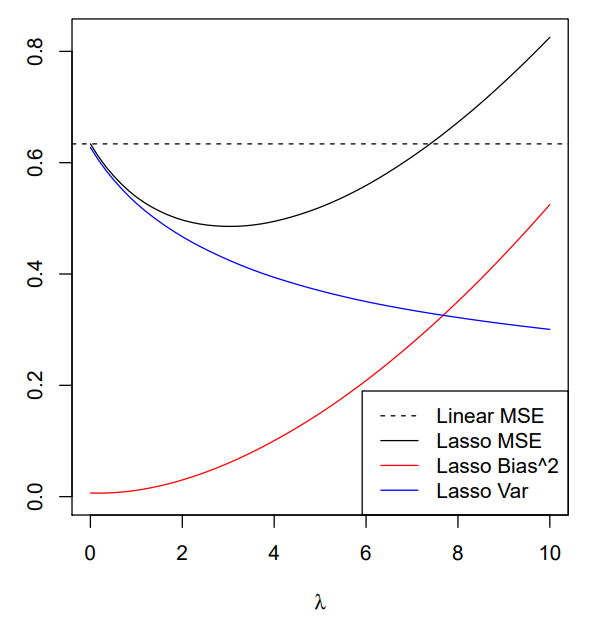 0.8
0.6
0.4
0.2
0.0
Linear MSE
Lasso MSE
Lasso Bias^2
Lasso Var
0 2 4 6 8 10
λ